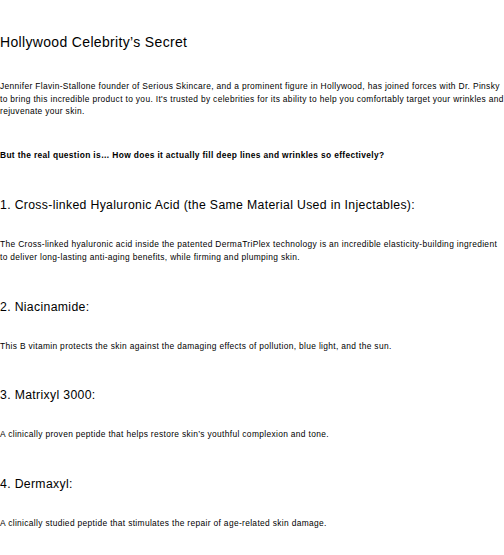 Hollywood Celebrity's Secret
Jennifer Flavin-Stallone founder of Serious Skincare, and a prominent figure in Hollywood, has joined forces with Dr. Pinsky
to bring this incredible product to you. It's trusted by celebrities for its ability to help you comfortably target your wrinkles and
rejuvenate your skin.
But the real question is... How does it actually fill deep lines and wrinkles so effectively?
1. Cross-linked Hyaluronic Acid (the Same Material Used in Injectables):
The Cross-linked hyaluronic acid inside the patented DermaTriPlex technology is an incredible elasticity-building ingredient
to deliver long-lasting anti-aging benefits, while firming and plumping skin.
2. Niacinamide:
This B vitamin protects the skin against the damaging effects of pollution, blue light, and the sun.
3. Matrixyl 3000:
A clinically proven peptide that helps restore skin's youthful complexion and tone.
4. Dermaxyl:
A clinically studied peptide that stimulates the repair of age-related skin damage.